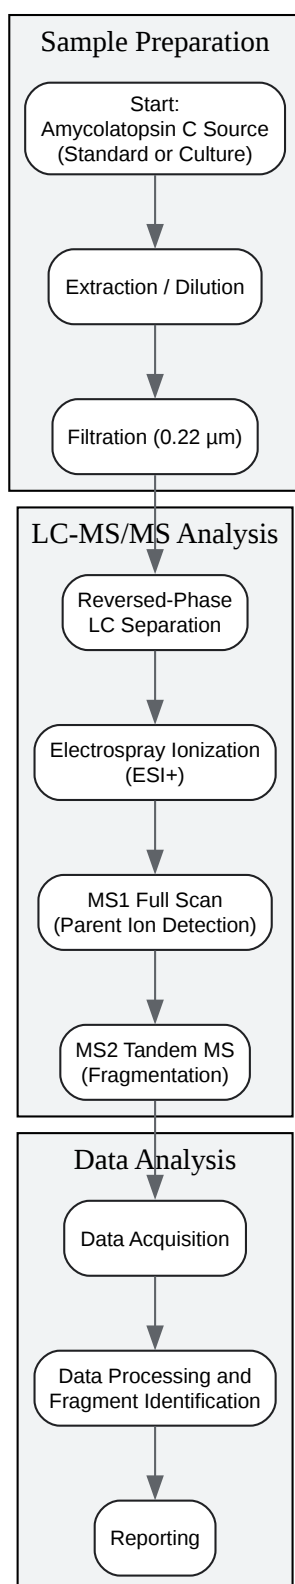 Sample Preparation
Start:
Amycolatopsin C Source
(Standard or Culture)
Extraction / Dilution
Filtration (0.22 µm)
LC-MS/MS Analysis
Reversed-Phase
LC Separation
Electrospray Ionization
(ESI+)
MS1 Full Scan
(Parent Ion Detection)
MS2 Tandem MS
(Fragmentation)
Data Analysis
Data Acquisition
Data Processing and
Fragment Identification
Reporting